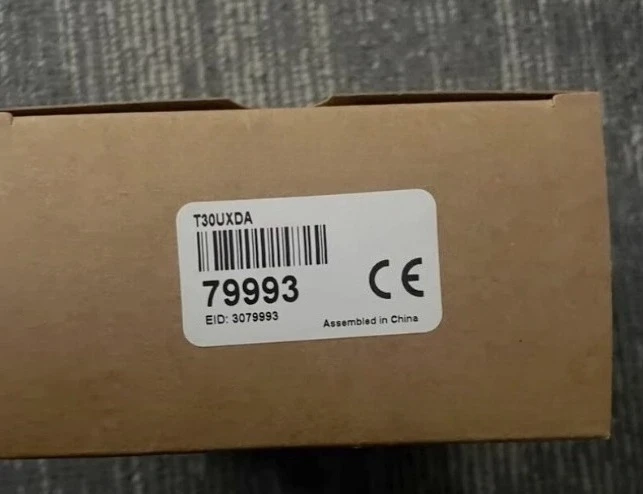 T30UXDA
79993
EID: 3079993
CE
Assembled in China